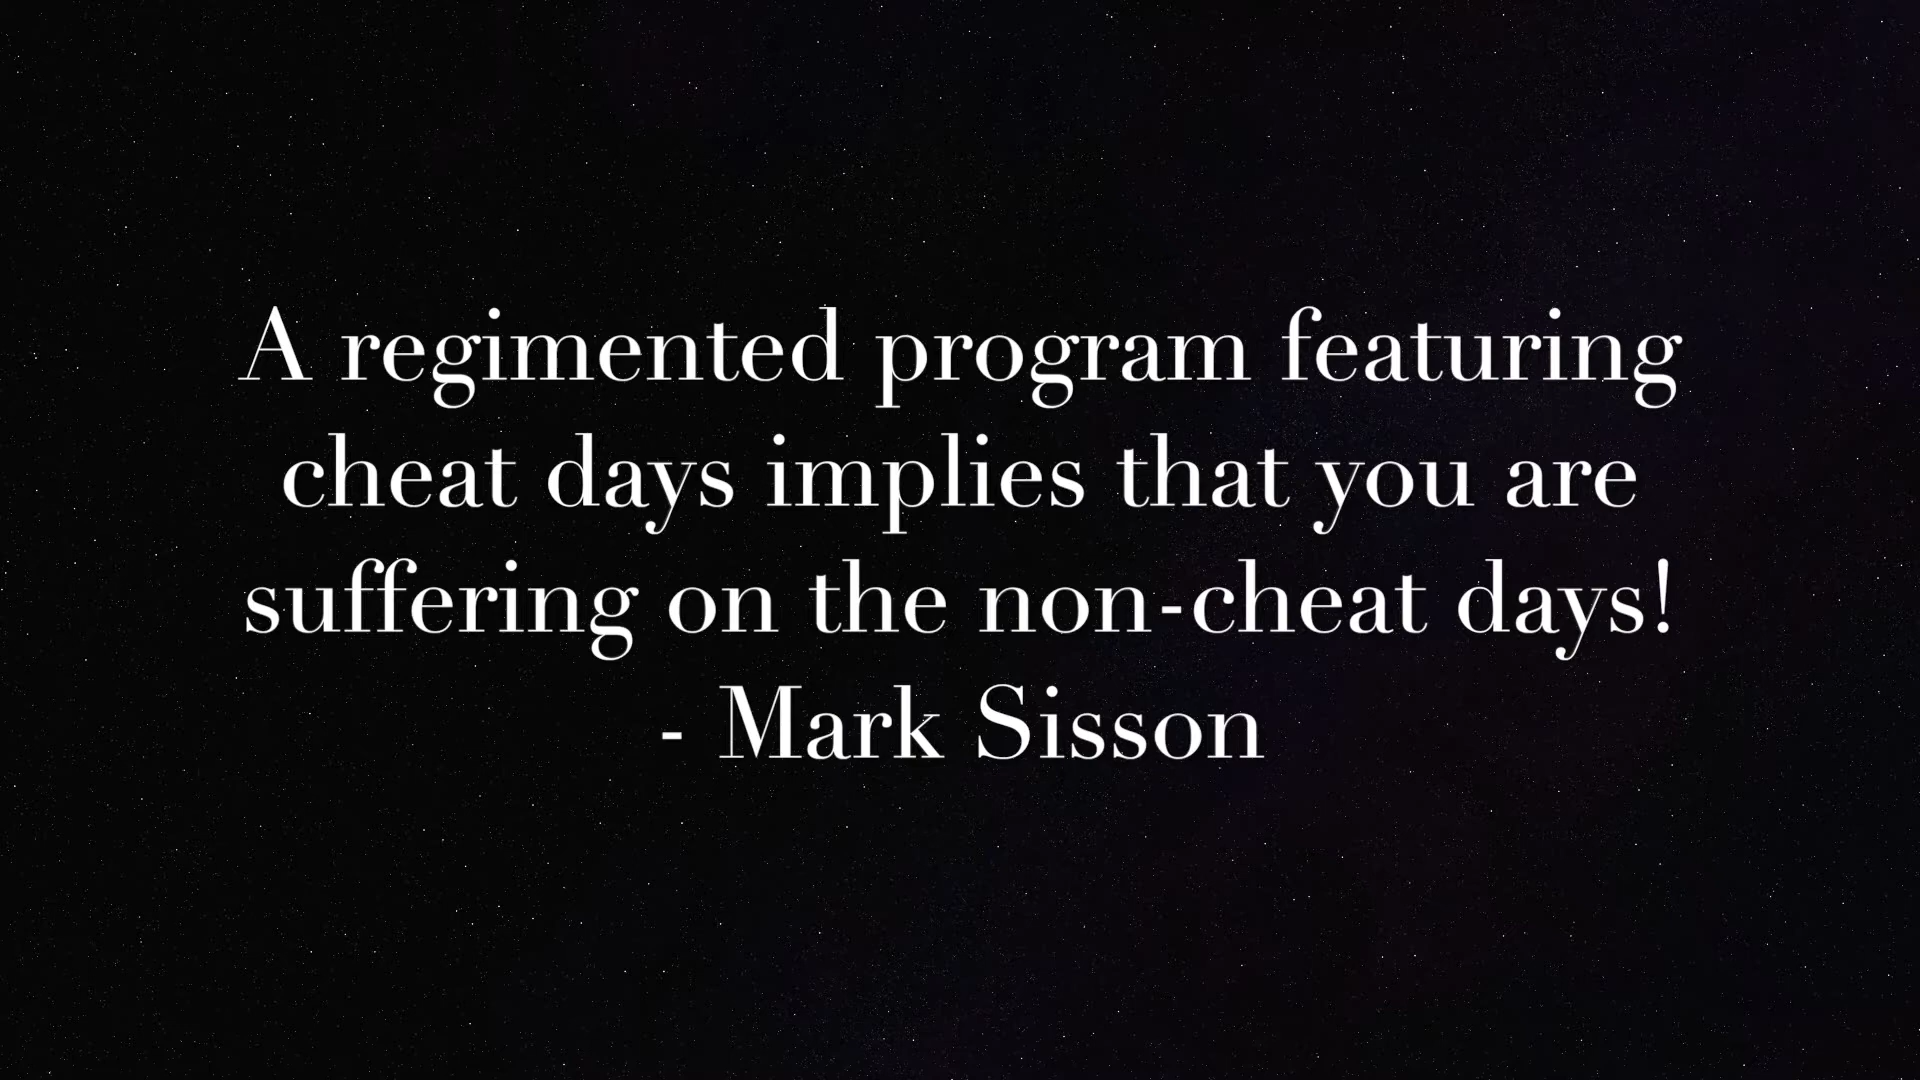 A regimented program featuring
cheat days implies that you are
suffering on the non-cheat days!
- Mark Sisson